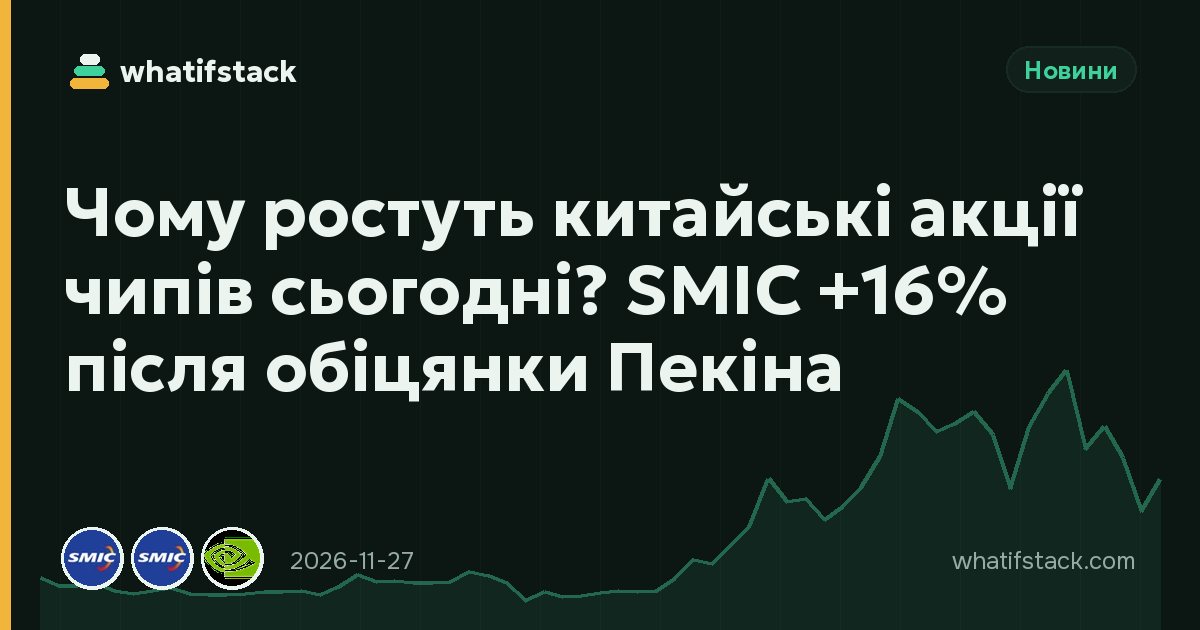 whatifstack
Новини
Чому ростуть китайські акції
чипів сьогодні? SMIC +16%
після обіцянки Пекіна
SMIC
SMIC
2026-11-27
whatifstack.com